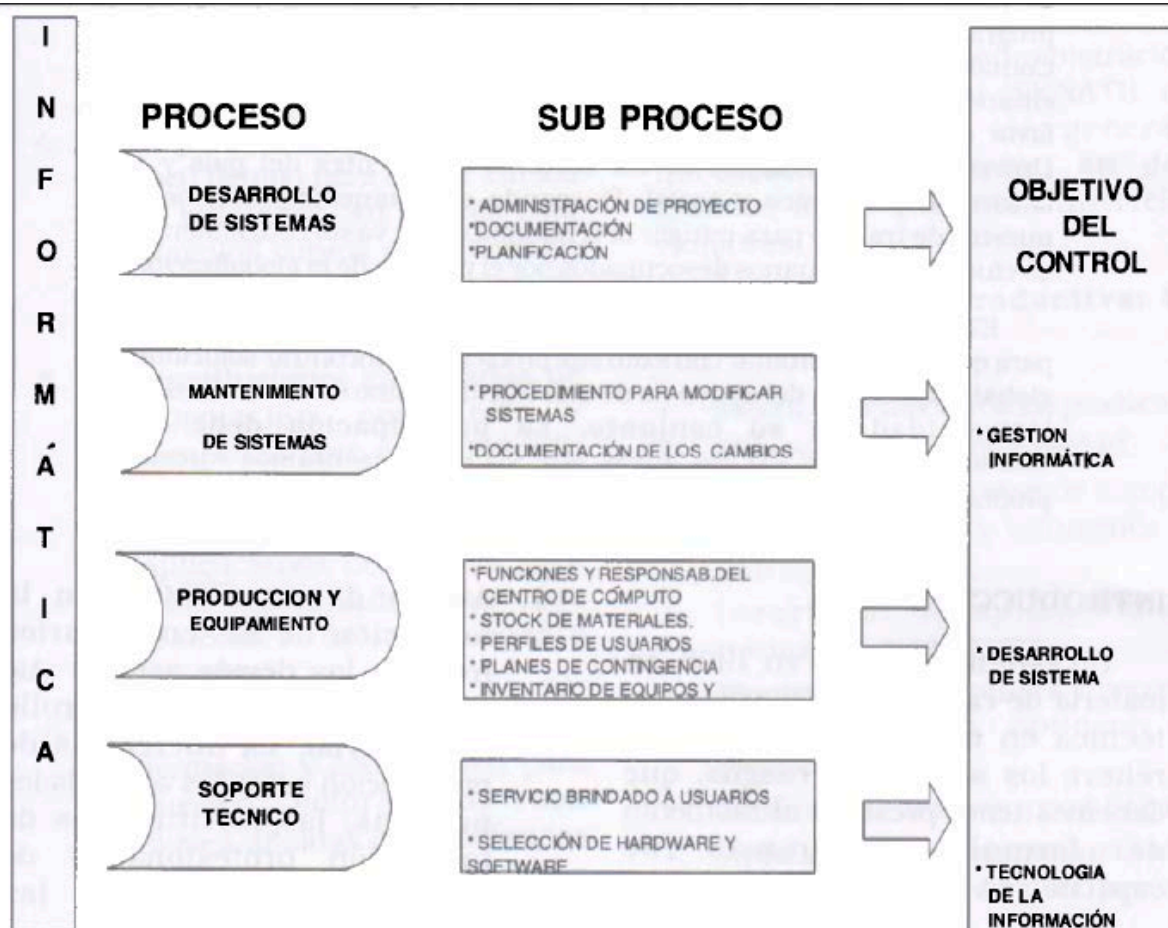 INFORMÁTICA
PROCESO
SUB PROCESO
DESARROLLO
DE SISTEMAS
* ADMINISTRACIÓN DE PROYECTO
*DOCUMENTACIÓN
*PLANIFICACIÓN
OBJETIVO
DEL
CONTROL
MANTENIMIENTO
DE SISTEMAS
* PROCEDIMIENTO PARA MODIFICAR
SISTEMAS
*DOCUMENTACIÓN DE LOS CAMBIOS
* GESTION
INFORMÁTICA
PRODUCCION Y
EQUIPAMIENTO
*FUNCIONES Y RESPONSAB.DEL
CENTRO DE CÓMPUTO
* STOCK DE MATERIALES.
* PERFILES DE USUARIOS
* PLANES DE CONTINGENCIA
* INVENTARIO DE EQUIPOS Y
* DESARROLLO
DE SISTEMA
SOPORTE
TECNICO
* SERVICIO BRINDADO A USUARIOS
* SELECCIÓN DE HARDWARE Y
SOFTWARE
* TECNOLOGIA
DE LA
INFORMACIÓN